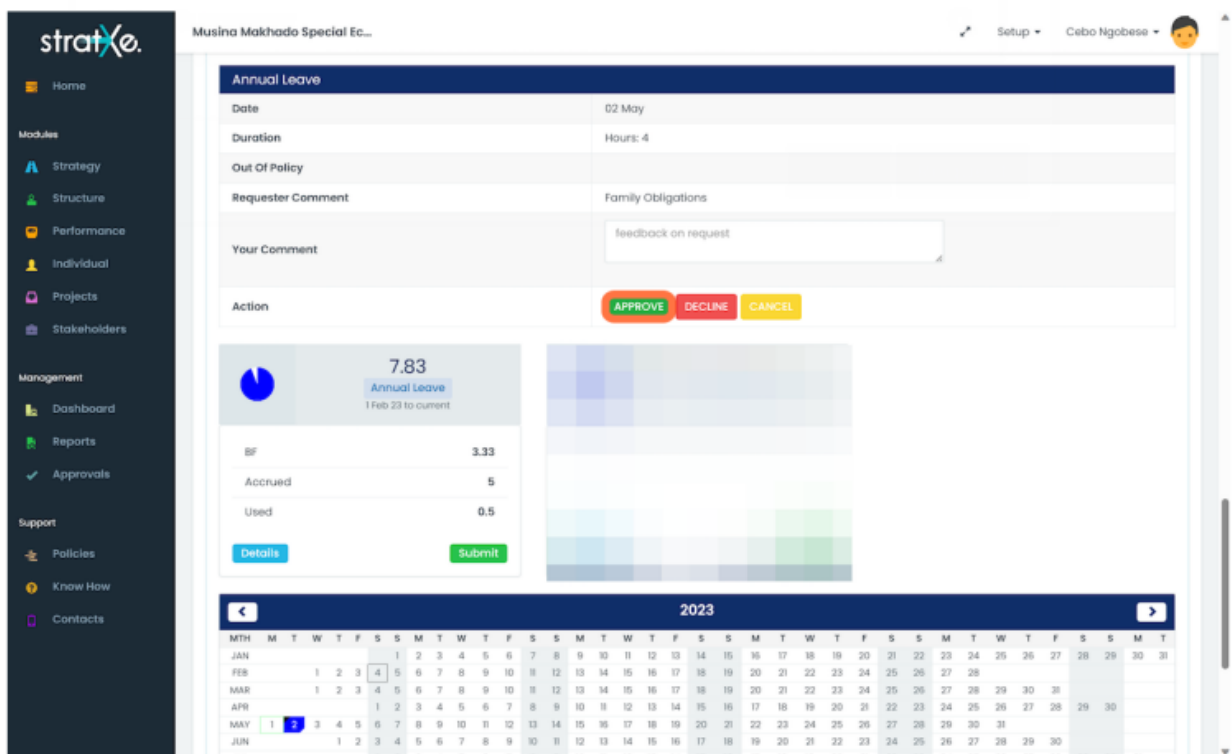 stratXe.
Musina Makhado Special Ec...
Setup
Cebo Ngobese
Home
Modules
Strategy
Structure
Performance
Individual
Projects
Stakeholders
Management
Dashboard
Reports
Approvals
Support
Policies
Know How
Contacts
Annual Leave
Date 02 May
Duration Hours: 4
Out Of Policy
Requester Comment Family Obligations
Your Comment feedback on request
Action APPROVE DECLINE CANCEL
7.83
Annual Leave
1 Feb 23 to current
BF 3.33
Accrued 5
Used 0.5
Details Submit
< 2023 >
MTH M T W T F S S M T W T F S S M T W T F S S M T W T F S S M T W T F S S M T
JAN 1 2 3 4 5 6 7 8 9 10 11 12 13 14 15 16 17 18 19 20 21 22 23 24 25 26 27 28 29 30 31
FEB 1 2 3 4 5 6 7 8 9 10 11 12 13 14 15 16 17 18 19 20 21 22 23 24 25 26 27 28
MAR 1 2 3 4 5 6 7 8 9 10 11 12 13 14 15 16 17 18 19 20 21 22 23 24 25 26 27 28 29 30 31
APR 1 2 3 4 5 6 7 8 9 10 11 12 13 14 15 16 17 18 19 20 21 22 23 24 25 26 27 28 29 30
MAY 1 2 3 4 5 6 7 8 9 10 11 12 13 14 15 16 17 18 19 20 21 22 23 24 25 26 27 28 29 30 31
JUN 1 2 3 4 5 6 7 8 9 10 11 12 13 14 15 16 17 18 19 20 21 22 23 24 25 26 27 28 29 30